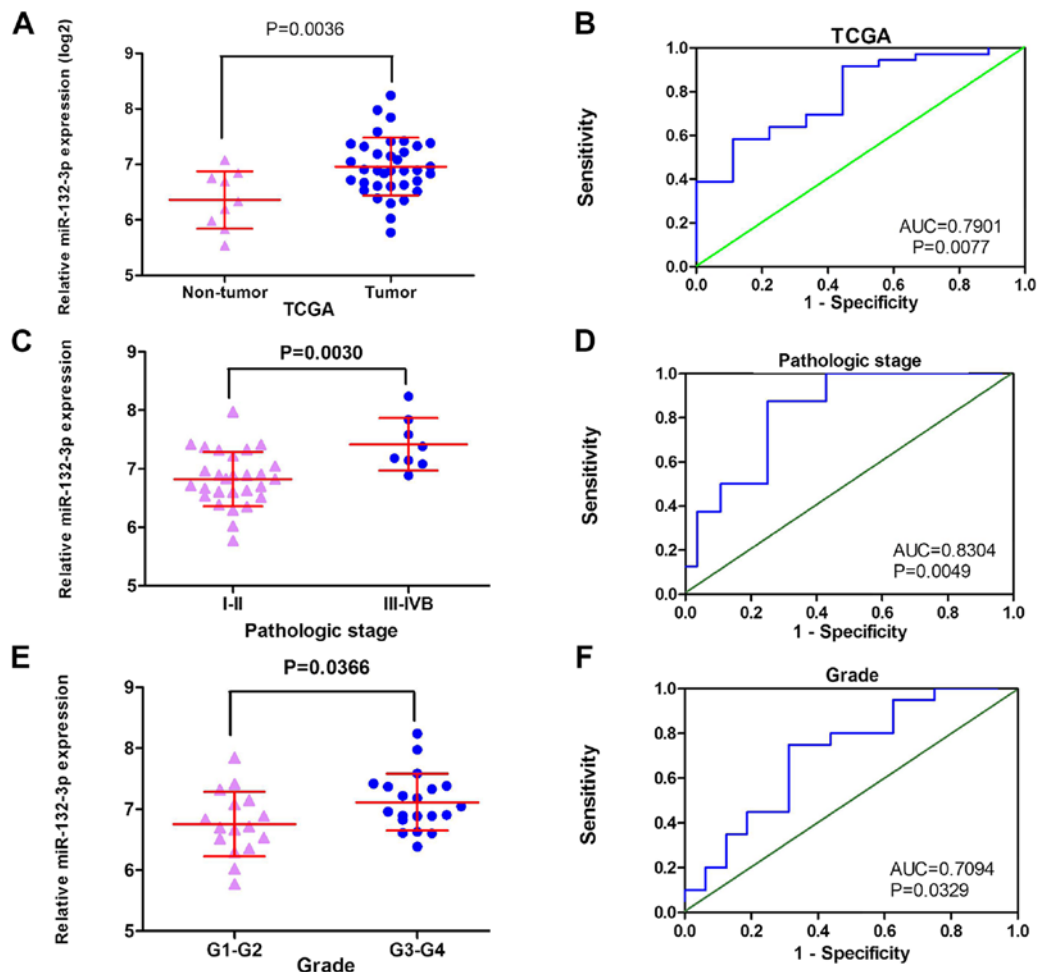 A
Relative miR-132-3p expression (log2)
P=0.0036
9
8
7
6
5
Non-tumor
Tumor
TCGA
B
TCGA
Sensitivity
1.0
0.8
0.6
0.4
0.2
0.0
AUC=0.7901
P=0.0077
0.0
0.2
0.4
0.6
0.8
1.0
1 - Specificity
C
Relative miR-132-3p expression
P=0.0030
9
8
7
6
5
I-II
III-IVB
Pathologic stage
D
Pathologic stage
Sensitivity
1.0
0.8
0.6
0.4
0.2
0.0
AUC=0.8304
P=0.0049
0.0
0.2
0.4
0.6
0.8
1.0
1 - Specificity
E
Relative miR-132-3p expression
P=0.0366
9
8
7
6
5
G1-G2
G3-G4
Grade
F
Grade
Sensitivity
1.0
0.8
0.6
0.4
0.2
0.0
AUC=0.7094
P=0.0329
0.0
0.2
0.4
0.6
0.8
1.0
1 - Specificity